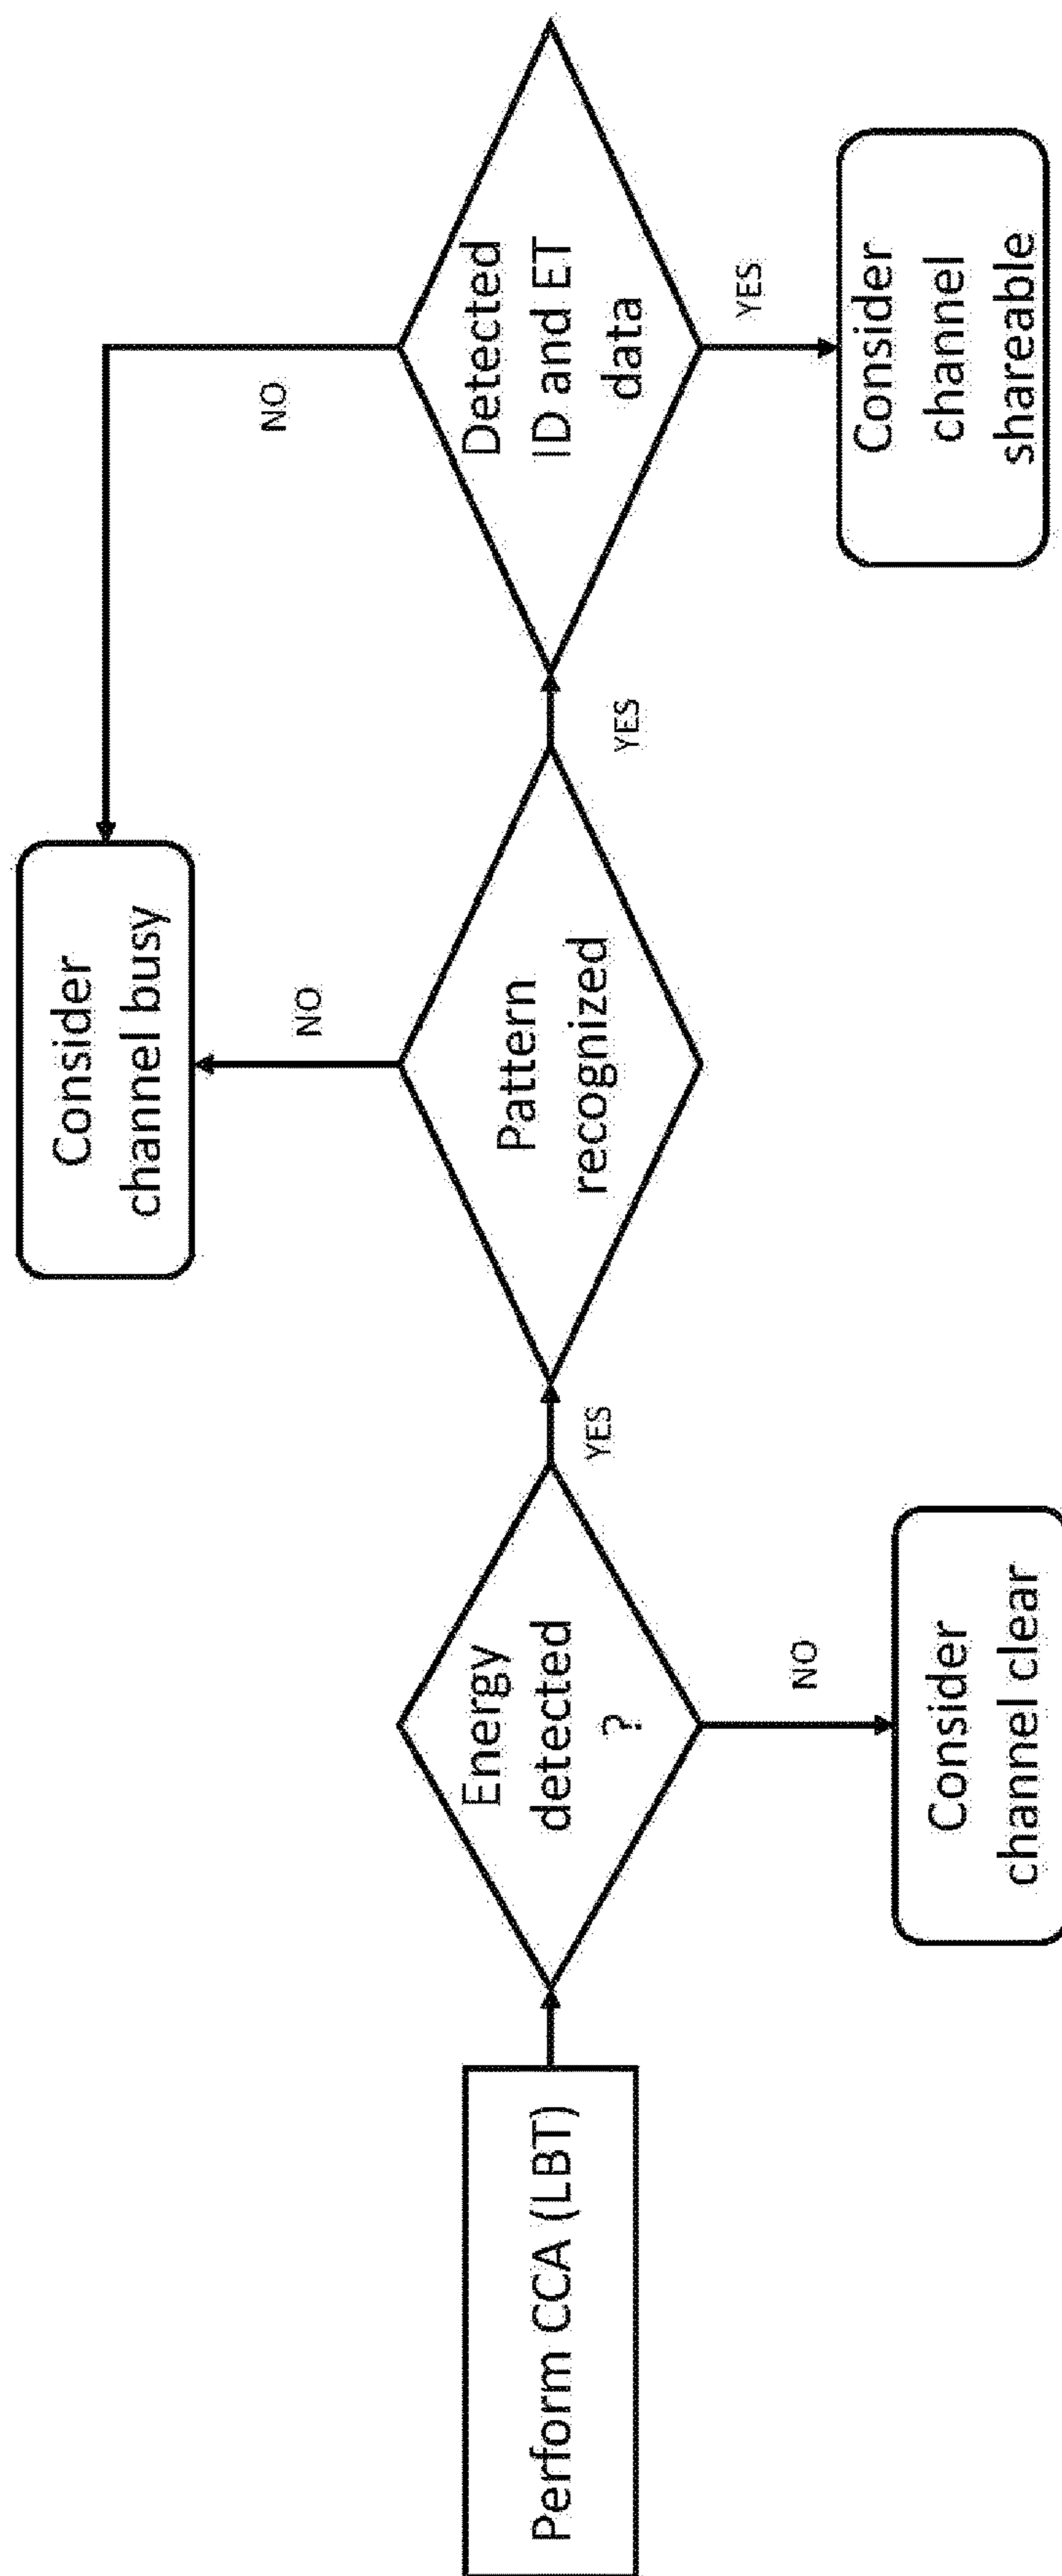 Perform CCA (LBT)
Energy
detected
?
NO
Consider
channel clear
YES
Pattern
recognized
NO
Consider
channel busy
YES
Detected
ID and ET
data
NO
YES
Consider
channel
shareable